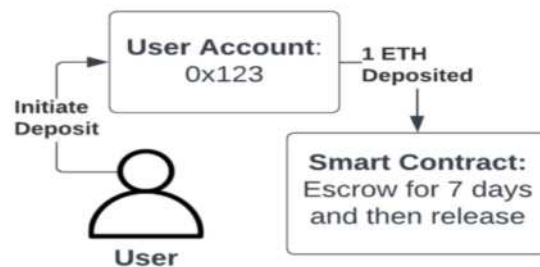 User Account:
0x123
1 ETH
Deposited
Initiate
Deposit
Smart Contract:
Escrow for 7 days
and then release
User